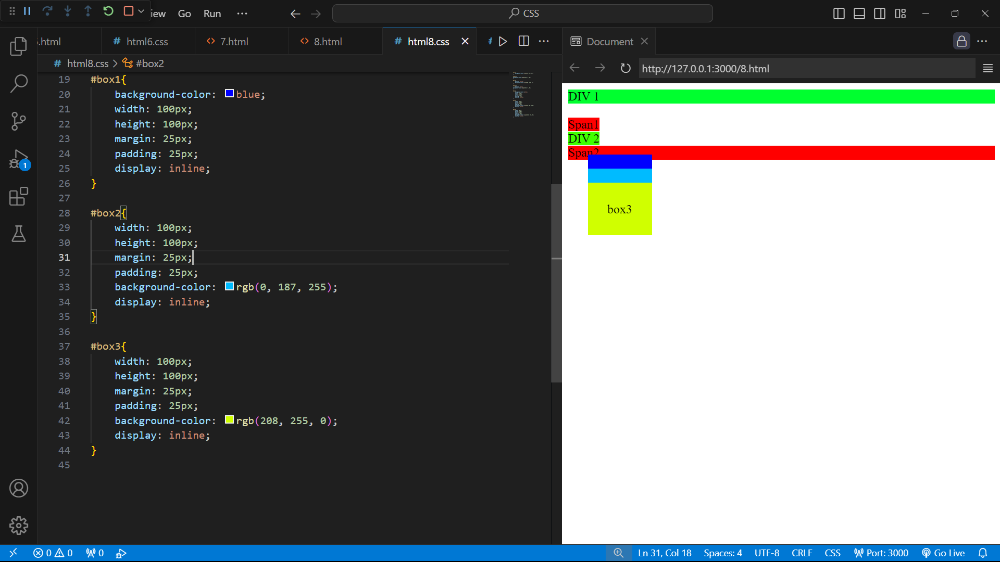 iew Go Run ··· CSS
.html html6.css 7.html 8.html html8.css Document
html8.css > #box2
http://127.0.0.1:3000/8.html
19 #box1{
20 background-color: blue;
21 width: 100px;
22 height: 100px;
23 margin: 25px;
24 padding: 25px;
25 display: inline;
26 }
27
28 #box2{
29 width: 100px;
30 height: 100px;
31 margin: 25px;
32 padding: 25px;
33 background-color: rgb(0, 187, 255);
34 display: inline;
35 }
36
37 #box3{
38 width: 100px;
39 height: 100px;
40 margin: 25px;
41 padding: 25px;
42 background-color: rgb(208, 255, 0);
43 display: inline;
44 }
45
DIV 1
Span1
DIV 2
Span2
box3
1
0 0 0 Ln 31, Col 18 Spaces: 4 UTF-8 CRLF CSS Port: 3000 Go Live